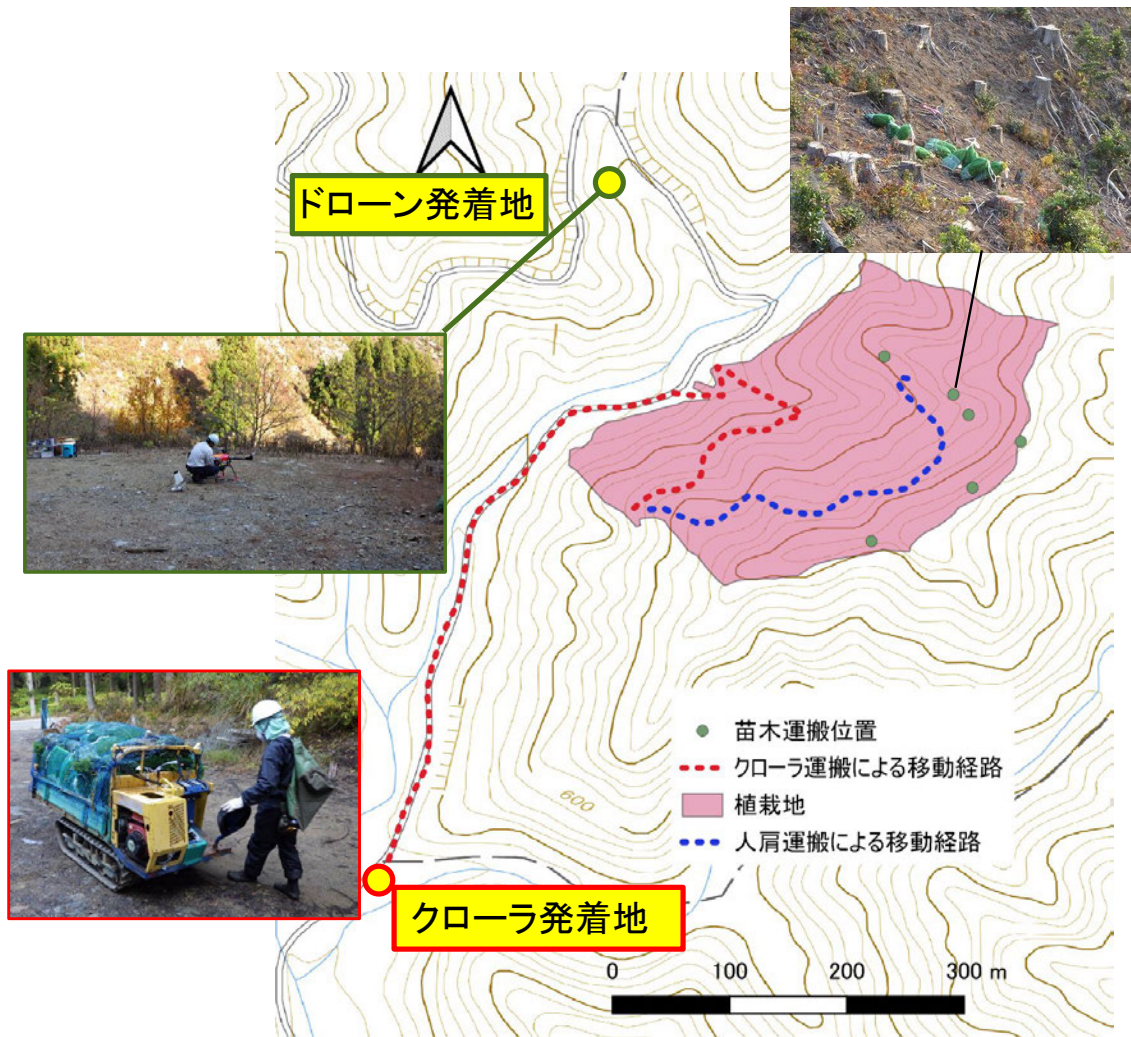 ドローン発着地
600
苗木運搬位置
クローラ運搬による移動経路
植栽地
人肩運搬による移動経路
クローラ発着地
0 100 200 300 m